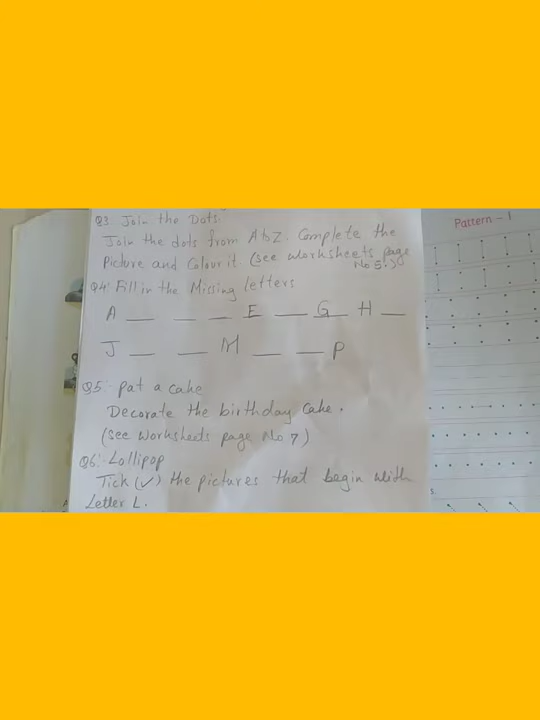 Q3. Join the Dots.
Join the dots from A to Z. Complete the
Picture and Colour it. (see worksheets page
No 5.)
Q4: Fill in the Missing letters
A __ __ __ E __ G H __
J __ __ M __ __ P
Q5:- Pat a cake
Decorate the birthday Cake.
(see worksheets page No 7)
Q6:- Lollipop
Tick (✓) the pictures that begin with
Letter L.
Pattern - 1